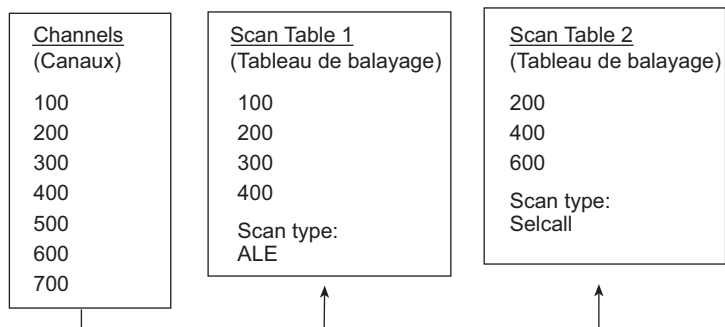 Channels
(Canaux)
100
200
300
400
500
600
700
Scan Table 1
(Tableau de balayage)
100
200
300
400
Scan type:
ALE
Scan Table 2
(Tableau de balayage)
200
400
600
Scan type:
Selcall